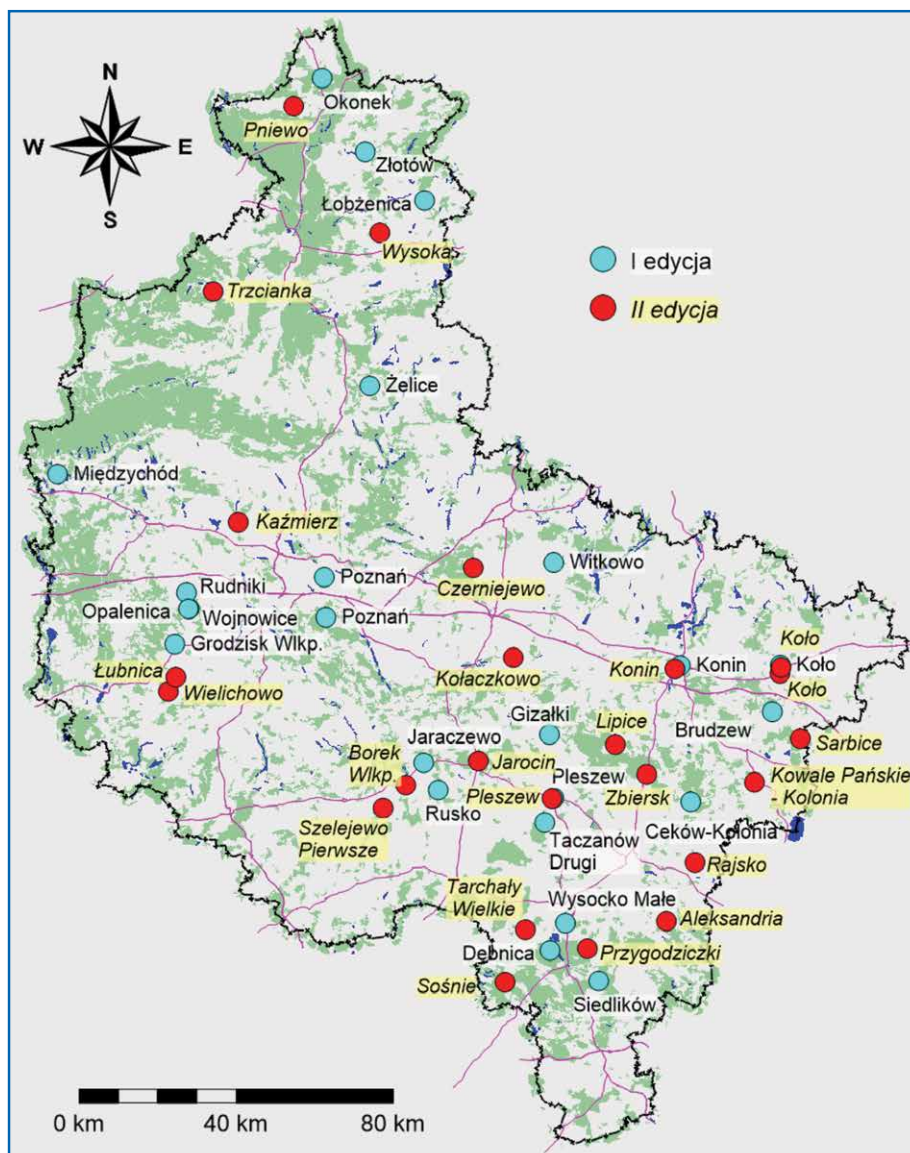 N
Okonek
Pniewo
W
E
Złotów
S
Łobżenica
Wysoka
I edycja
Trzcianka
II edycja
Żelice
Międzychód
Kaźmierz
Witkowo
Poznań
Czerniejewo
Rudniki
Opalenica
Wojnowice
Poznań
Grodzisk Wlkp.
Koło
Łubnica
Kołaczkowo
Konin
Konin
Koło
Wielichowo
Koło
Gizałki
Lipice
Brudzew
Jaraczewo
Sarbice
Borek
Wlkp.
Jarocin
Pleszew
Kowale Pańskie
- Kolonia
Pleszew
Zbiersk
Rusko
Szelejewo
Pierwsze
Taczanów
Drugi
Ceków-Kolonia
Rajsko
Tarchały
Wielkie
Wysocko Małe
Aleksandria
Dębnica
Przygodziczki
Sośnie
Siedlików
0 km
40 km
80 km